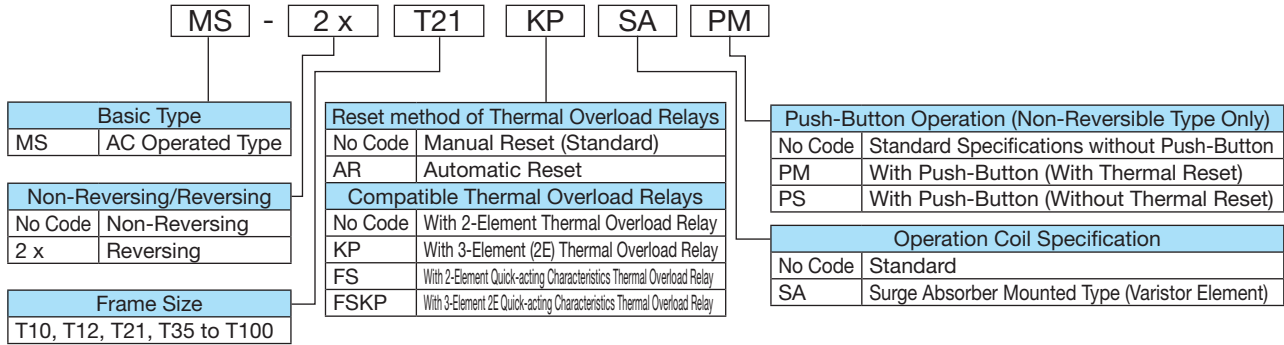 MS - 2 x T21 KP SA PM
Basic Type
MS AC Operated Type
Non-Reversing/Reversing
No Code Non-Reversing
2 x Reversing
Frame Size
T10, T12, T21, T35 to T100
Reset method of Thermal Overload Relays
No Code Manual Reset (Standard)
AR Automatic Reset
Compatible Thermal Overload Relays
No Code With 2-Element Thermal Overload Relay
KP With 3-Element (2E) Thermal Overload Relay
FS With 2-Element Quick-acting Characteristics Thermal Overload Relay
FSKP With 3-Element 2E Quick-acting Characteristics Thermal Overload Relay
Push-Button Operation (Non-Reversible Type Only)
No Code Standard Specifications without Push-Button
PM With Push-Button (With Thermal Reset)
PS With Push-Button (Without Thermal Reset)
Operation Coil Specification
No Code Standard
SA Surge Absorber Mounted Type (Varistor Element)